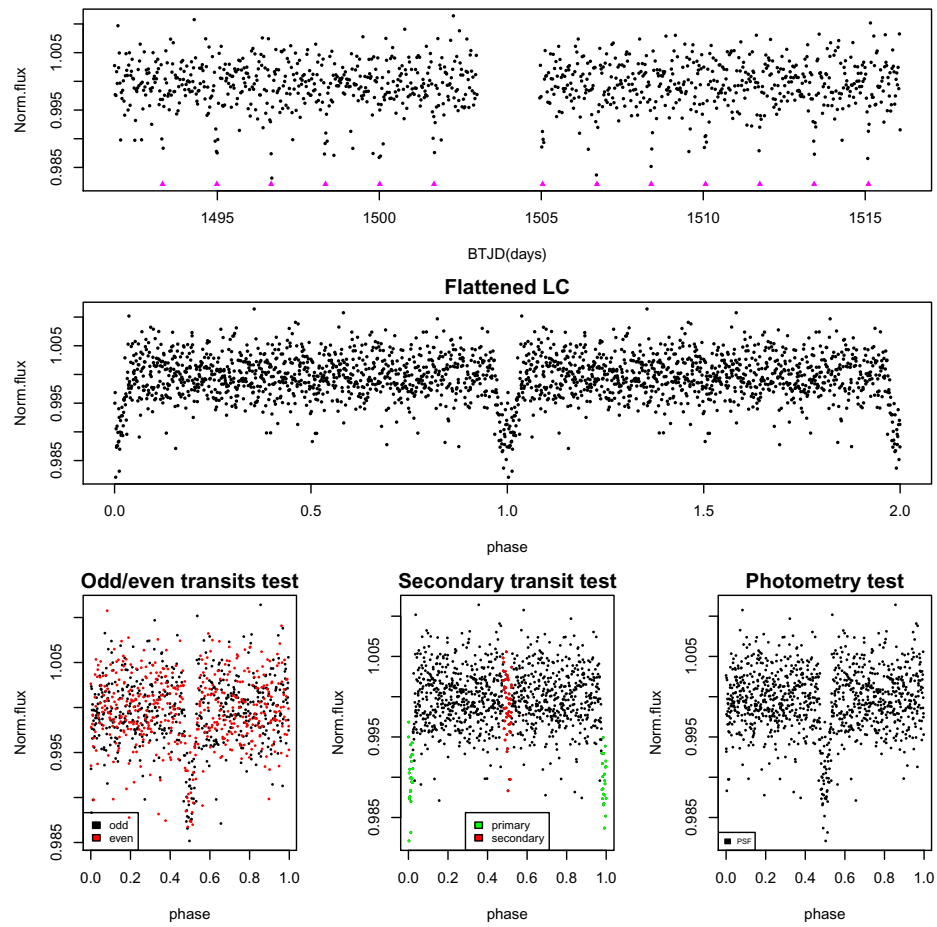 Norm.flux
0.985 0.995 1.005
1495 1500 1505 1510 1515
BTJD(days)
Flattened LC
Norm.flux
0.985 0.995 1.005
0.0 0.5 1.0 1.5 2.0
phase
Odd/even transits test
Norm.flux
0.985 0.995 1.005
odd
even
0.0 0.2 0.4 0.6 0.8 1.0
phase
Secondary transit test
Norm.flux
0.985 0.995 1.005
primary
secondary
0.0 0.2 0.4 0.6 0.8 1.0
phase
Photometry test
Norm.flux
0.985 0.995 1.005
PSF
0.0 0.2 0.4 0.6 0.8 1.0
phase